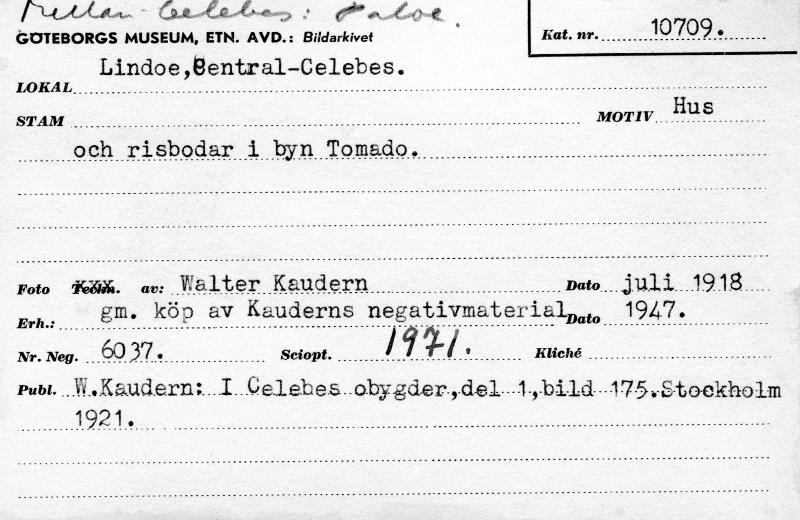 Mellan-Celebes: Paloe.
GÖTEBORGS MUSEUM, ETN. AVD.: Bildarkivet
Kat. nr. 10709.
Lindoe, Central-Celebes.
LOKAL
STAM
MOTIV Hus
och risbodar i byn Tomado.
Foto Techn. av: Walter Kaudern Dato juli 1918
Erh.: gm. köp av Kauderns negativmaterial Dato 1947.
Nr. Neg. 6037. Sciopt. 1971. Kliché
Publ. W.Kaudern: I Celebes obygder,del 1,bild 175.Stockholm
1921.